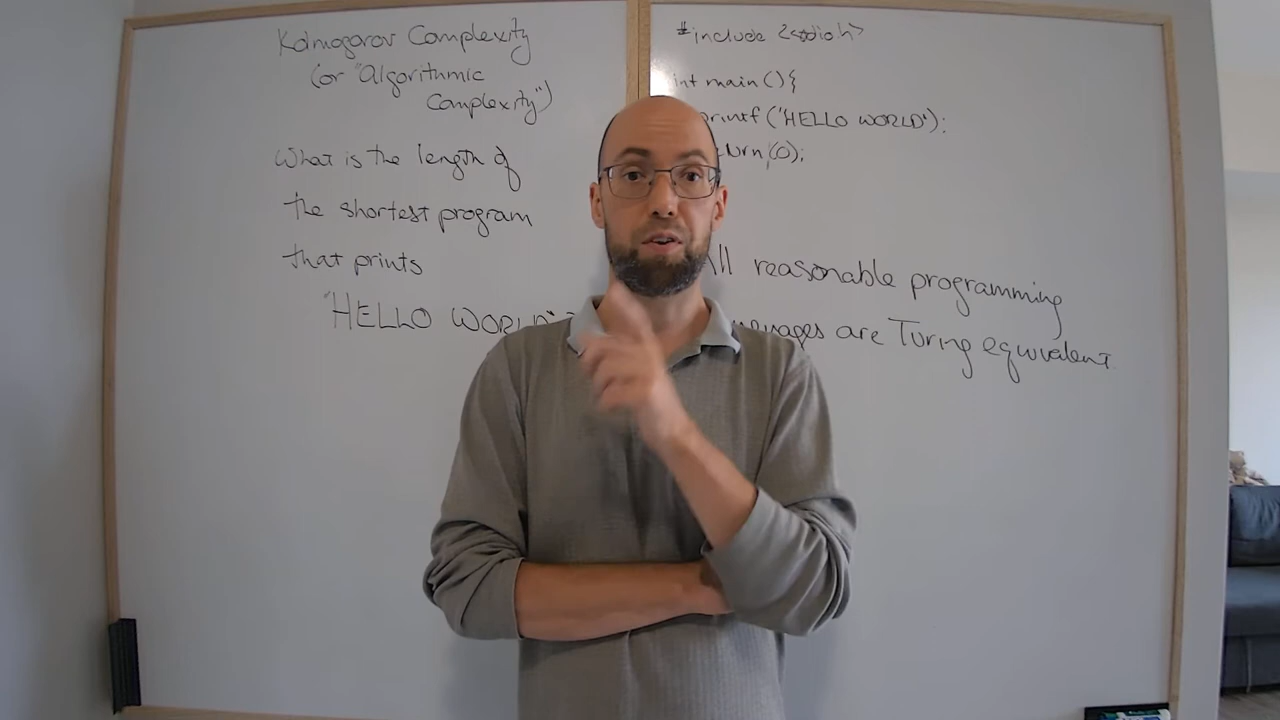 Kolmogorov Complexity
(or "Algorithmic
Complexity")
What is the length of
the shortest program
that prints
"HELLO WORLD"?
#include <stdio.h>
int main(){
printf("HELLO WORLD");
return(0);
All reasonable programming
are Turing equivalent